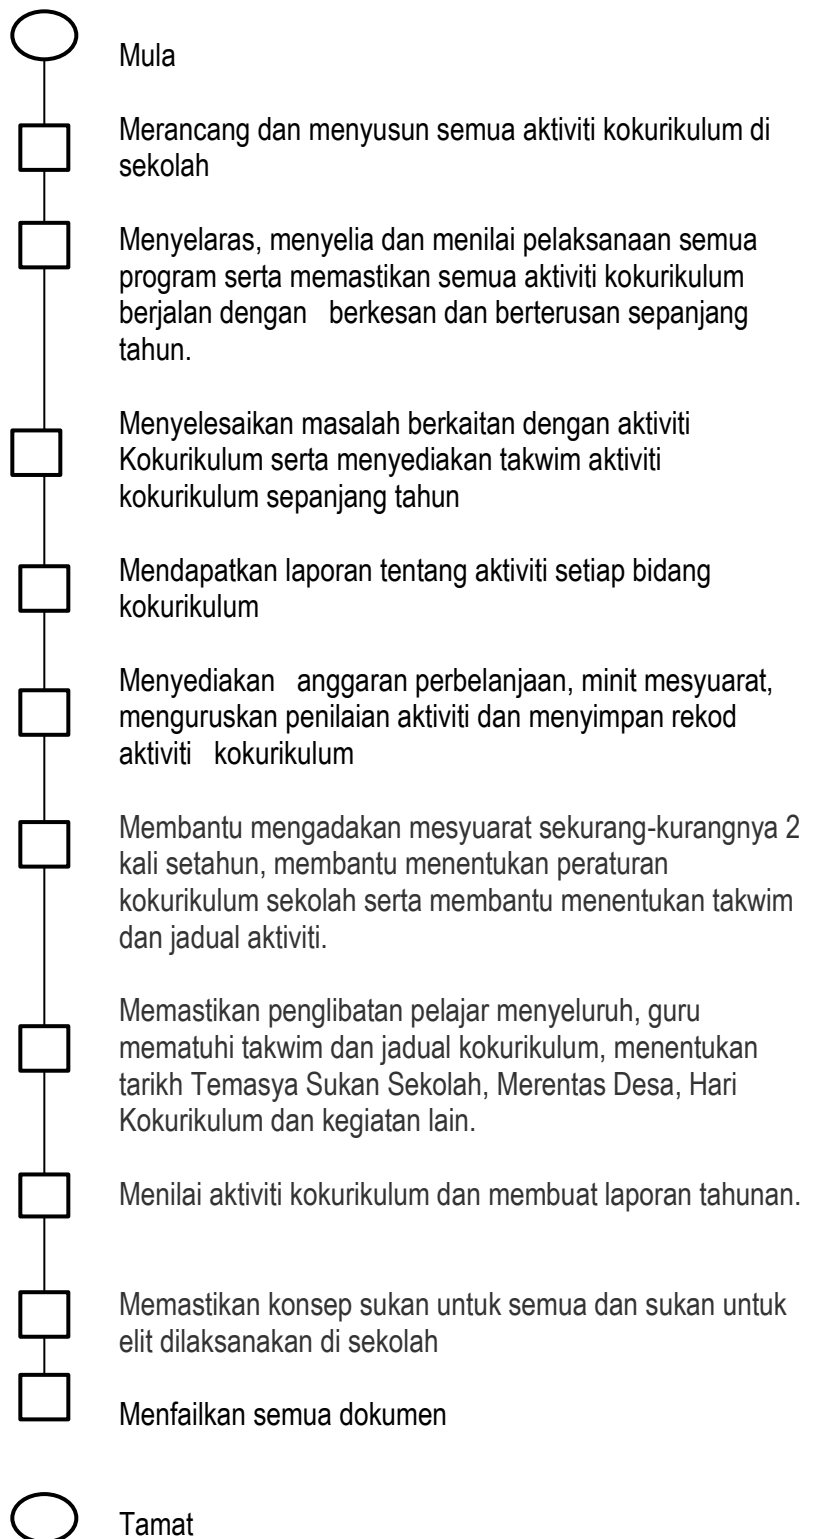 Mula
Merancang dan menyusun semua aktiviti kokurikulum di
sekolah
Menyelaras, menyelia dan menilai pelaksanaan semua
program serta memastikan semua aktiviti kokurikulum
berjalan dengan   berkesan dan berterusan sepanjang
tahun.
Menyelesaikan masalah berkaitan dengan aktiviti
Kokurikulum serta menyediakan takwim aktiviti
kokurikulum sepanjang tahun
Mendapatkan laporan tentang aktiviti setiap bidang
kokurikulum
Menyediakan   anggaran perbelanjaan, minit mesyuarat,
menguruskan penilaian aktiviti dan menyimpan rekod
aktiviti   kokurikulum
Membantu mengadakan mesyuarat sekurang-kurangnya 2
kali setahun, membantu menentukan peraturan
kokurikulum sekolah serta membantu menentukan takwim
dan jadual aktiviti.
Memastikan penglibatan pelajar menyeluruh, guru
mematuhi takwim dan jadual kokurikulum, menentukan
tarikh Temasya Sukan Sekolah, Merentas Desa, Hari
Kokurikulum dan kegiatan lain.
Menilai aktiviti kokurikulum dan membuat laporan tahunan.
Memastikan konsep sukan untuk semua dan sukan untuk
elit dilaksanakan di sekolah
Menfailkan semua dokumen
Tamat